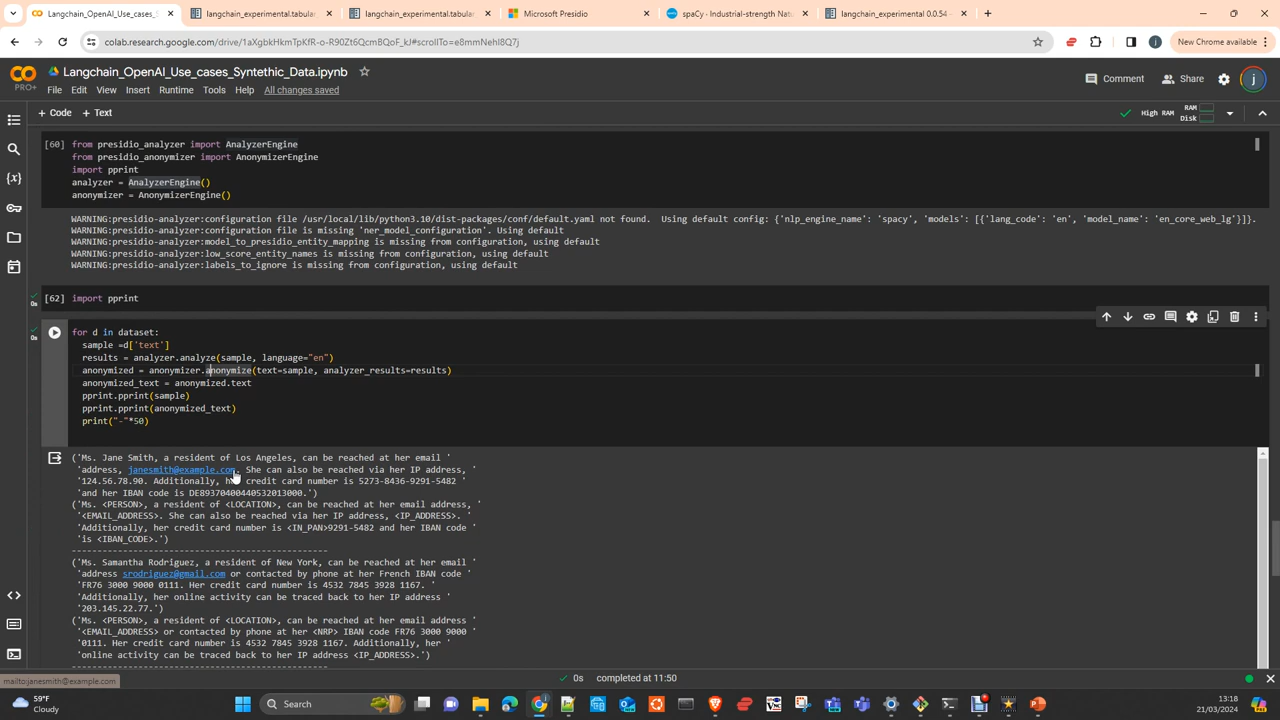 Langchain_OpenAI_Use_cases_S
langchain_experimental.tabular
langchain_experimental.tabular
Microsoft Presidio
spaCy · Industrial-strength Natu
langchain_experimental 0.0.54 —
colab.research.google.com/drive/1aXgbkHkmTpKfR-o-R90Zt6QcmBQoF_kJ#scrollTo=e8mmNehI8Q7j
New Chrome available
PRO+
Langchain_OpenAI_Use_cases_Syntethic_Data.ipynb
File Edit View Insert Runtime Tools Help All changes saved
Comment Share
+ Code + Text
High RAM RAM Disk
[60] from presidio_analyzer import AnalyzerEngine
from presidio_anonymizer import AnonymizerEngine
import pprint
analyzer = AnalyzerEngine()
anonymizer = AnonymizerEngine()
WARNING:presidio-analyzer:configuration file /usr/local/lib/python3.10/dist-packages/conf/default.yaml not found.  Using default config: {'nlp_engine_name': 'spacy', 'models': [{'lang_code': 'en', 'model_name': 'en_core_web_lg'}]}.
WARNING:presidio-analyzer:configuration file is missing 'ner_model_configuration'. Using default
WARNING:presidio-analyzer:model_to_presidio_entity_mapping is missing from configuration, using default
WARNING:presidio-analyzer:low_score_entity_names is missing from configuration, using default
WARNING:presidio-analyzer:labels_to_ignore is missing from configuration, using default
0s
[62] import pprint
0s
for d in dataset:
sample =d['text']
results = analyzer.analyze(sample, language="en")
anonymized = anonymizer.anonymize(text=sample, analyzer_results=results)
anonymized_text = anonymized.text
pprint.pprint(sample)
pprint.pprint(anonymized_text)
print("-"*50)
('Ms. Jane Smith, a resident of Los Angeles, can be reached at her email '
'address, janesmith@example.com. She can also be reached via her IP address, '
'124.56.78.90. Additionally, her credit card number is 5273-8436-9291-5482 '
'and her IBAN code is DE89370400440532013000.')
('Ms. <PERSON>, a resident of <LOCATION>, can be reached at her email address, '
'<EMAIL_ADDRESS>. She can also be reached via her IP address, <IP_ADDRESS>. '
'Additionally, her credit card number is <IN_PAN>9291-5482 and her IBAN code '
'is <IBAN_CODE>.')
--------------------------------------------------
('Ms. Samantha Rodriguez, a resident of New York, can be reached at her email '
'address srodriguez@gmail.com or contacted by phone at her French IBAN code '
'FR76 3000 9000 0111. Her credit card number is 4532 7845 3928 1167. '
'Additionally, her online activity can be traced back to her IP address '
'203.145.22.77.')
('Ms. <PERSON>, a resident of <LOCATION>, can be reached at her email address '
'<EMAIL_ADDRESS> or contacted by phone at her <NRP> IBAN code FR76 3000 9000 '
'0111. Her credit card number is 4532 7845 3928 1167. Additionally, her '
'online activity can be traced back to her IP address <IP_ADDRESS>.')
--------------------------------------------------
0s completed at 11:50
mailto:janesmith@example.com
59°F
Cloudy
Search
13:18
21/03/2024